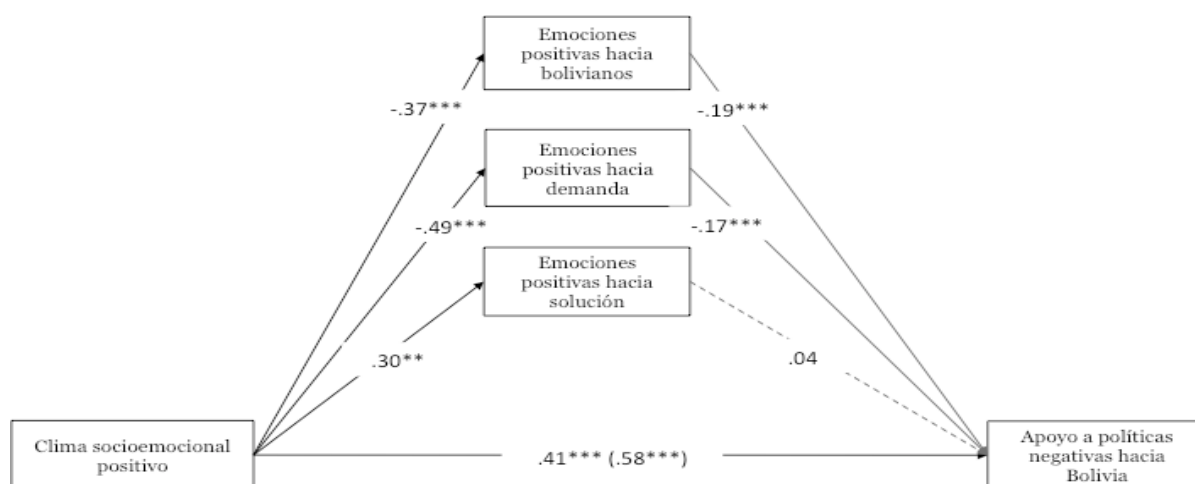 Emociones
positivas hacia
bolivianos
-.37***
-.19***
Emociones
positivas hacia
demanda
-.49***
-.17***
Emociones
positivas hacia
solución
.30**
.04
Clima socioemocional
positivo
.41*** (.58***)
Apoyo a políticas
negativas hacia
Bolivia